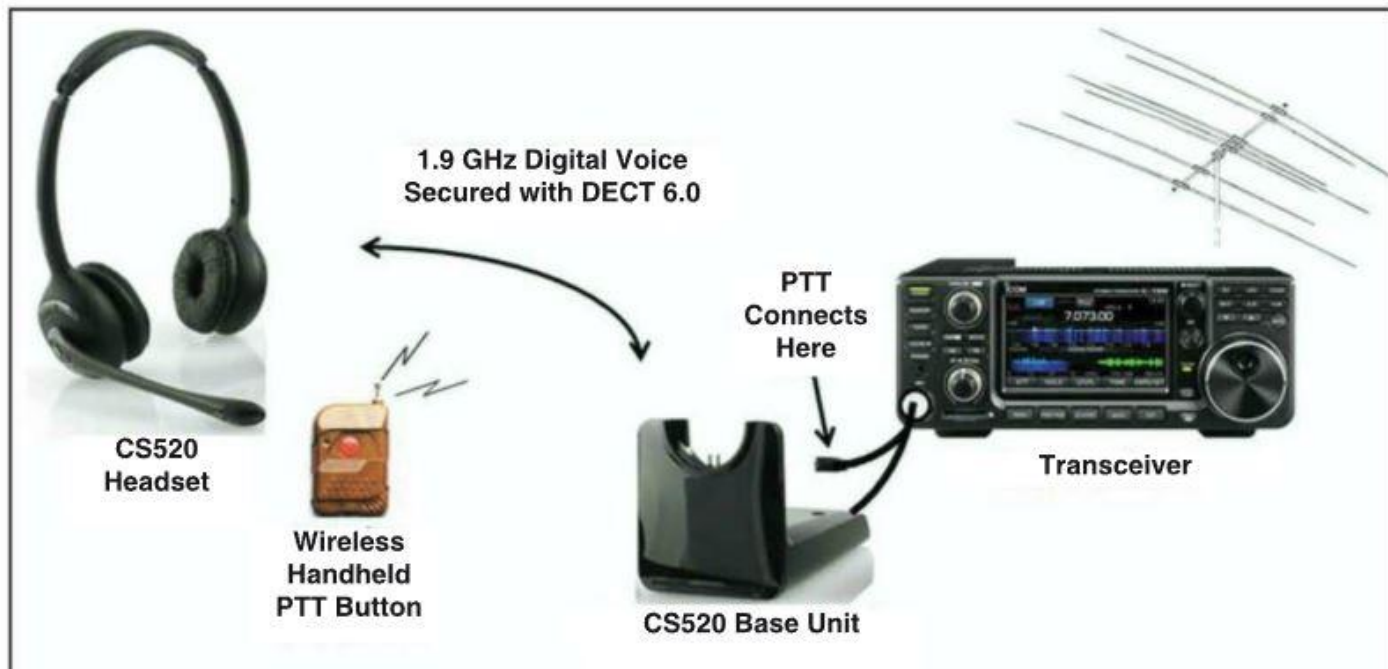 1.9 GHz Digital Voice
Secured with DECT 6.0
PTT
Connects
Here
ICOM
7.073.00
CS520
Headset
Transceiver
Wireless
Handheld
PTT Button
CS520 Base Unit